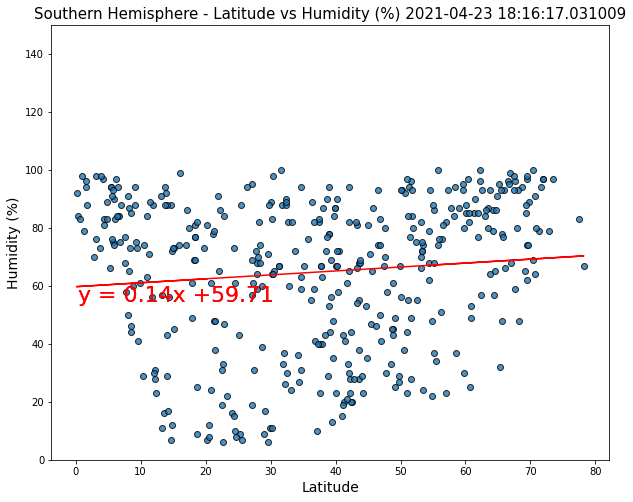 Southern Hemisphere - Latitude vs Humidity (%) 2021-04-23 18:16:17.031009
140
120
100
80
60
40
20
0
Humidity (%)
y = 0.14x +59.71
0 10 20 30 40 50 60 70 80
Latitude